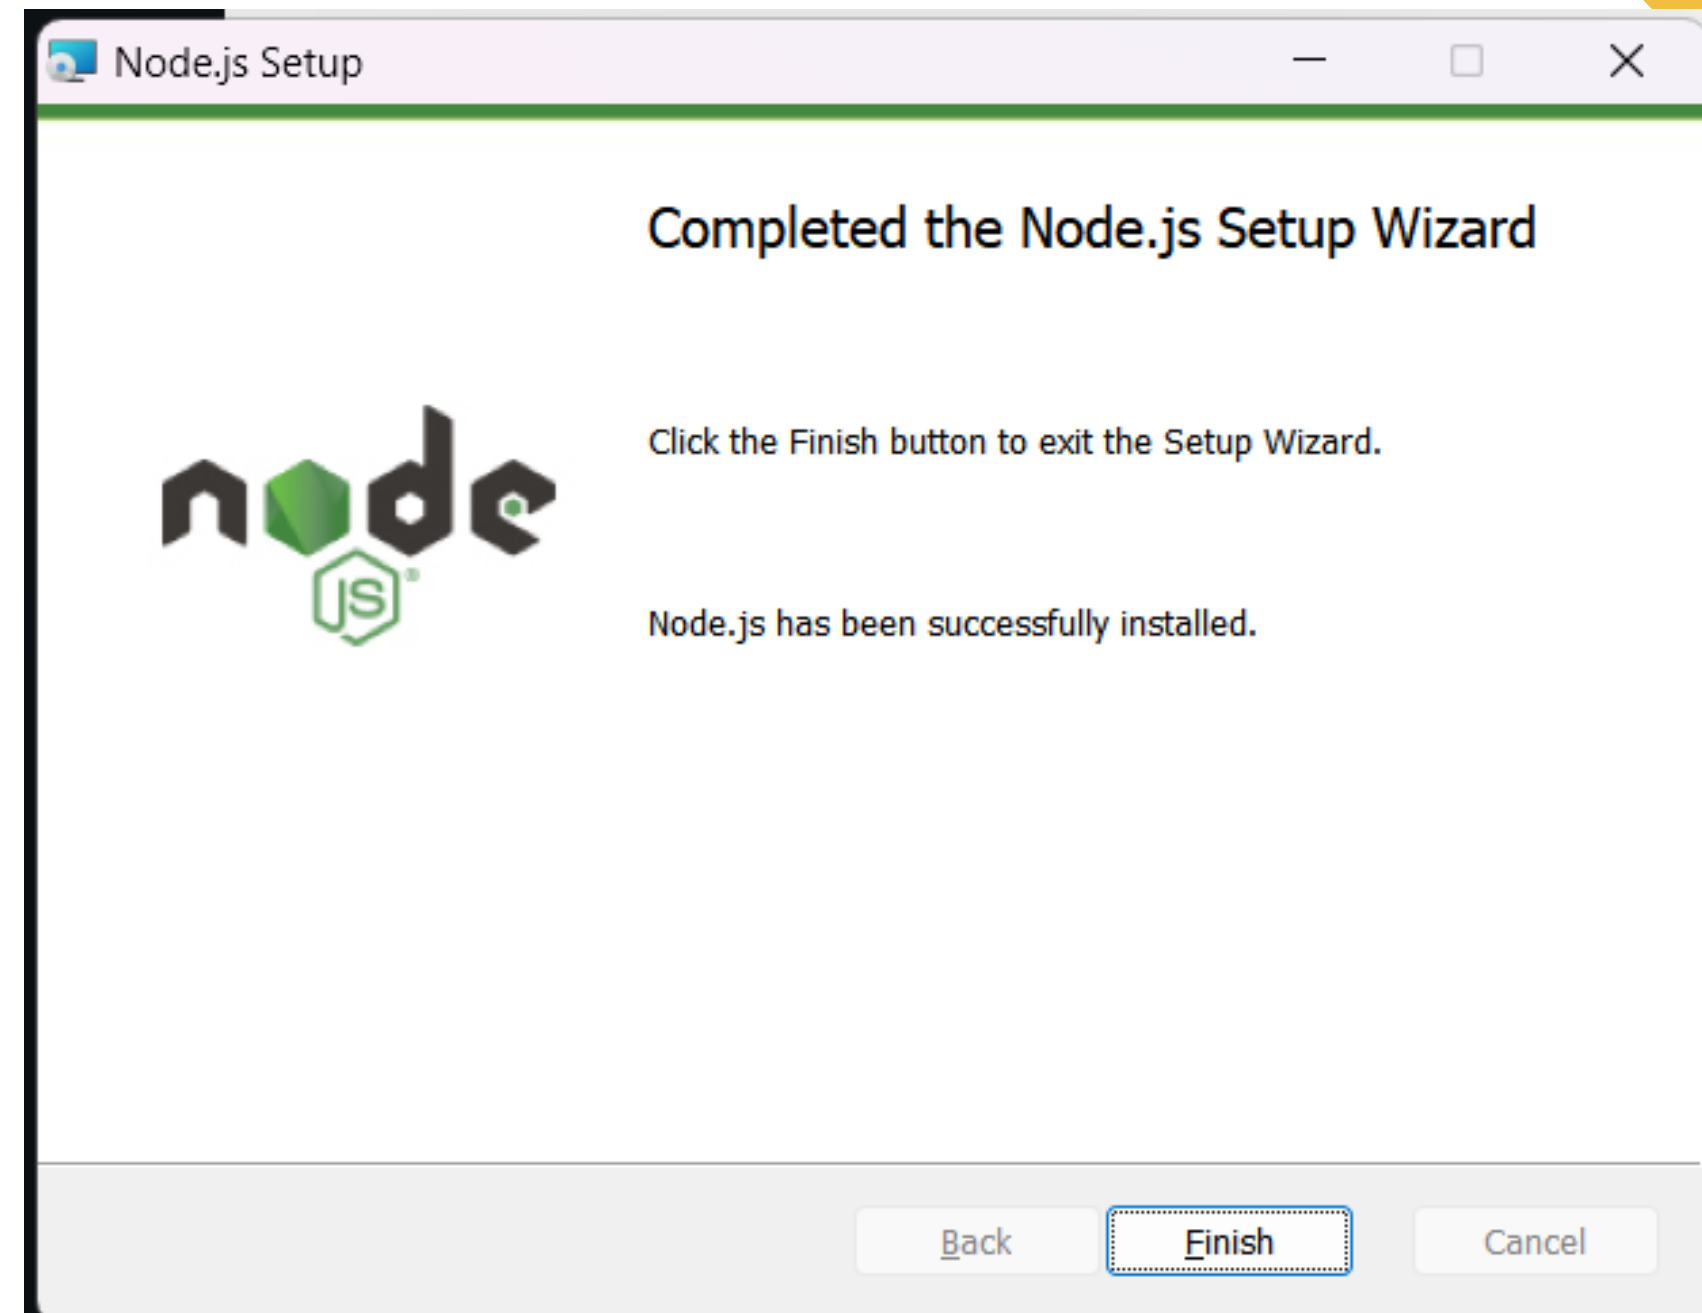 Node.js Setup
Completed the Node.js Setup Wizard
Click the Finish button to exit the Setup Wizard.
node
JS®
Node.js has been successfully installed.
Back Finish Cancel